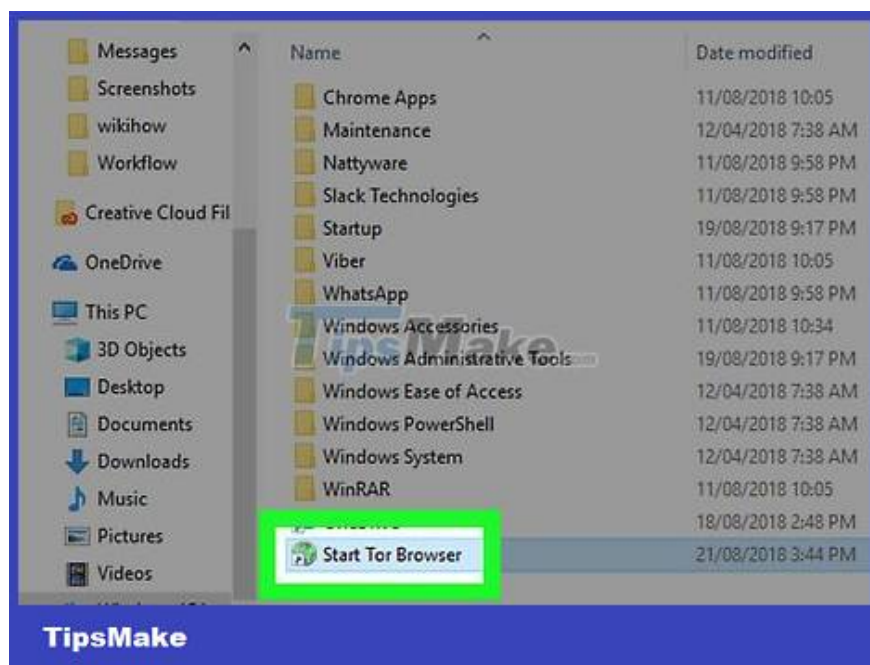 Messages
Screenshots
wikihow
Workflow
Creative Cloud Fil
OneDrive
This PC
3D Objects
Desktop
Documents
Downloads
Music
Pictures
Videos
Name Date modified
Chrome Apps 11/08/2018 10:05
Maintenance 12/04/2018 7:38 AM
Nattyware 11/08/2018 9:58 PM
Slack Technologies 11/08/2018 9:58 PM
Startup 19/08/2018 9:17 PM
Viber 11/08/2018 10:05
WhatsApp 11/08/2018 9:58 PM
Windows Accessories 11/08/2018 10:34
Windows Administrative Tools 19/08/2018 9:17 PM
Windows Ease of Access 12/04/2018 7:38 AM
Windows PowerShell 12/04/2018 7:38 AM
Windows System 12/04/2018 7:38 AM
WinRAR 11/08/2018 10:05
18/08/2018 2:48 PM
Start Tor Browser 21/08/2018 3:44 PM
TipsMake
TipsMake